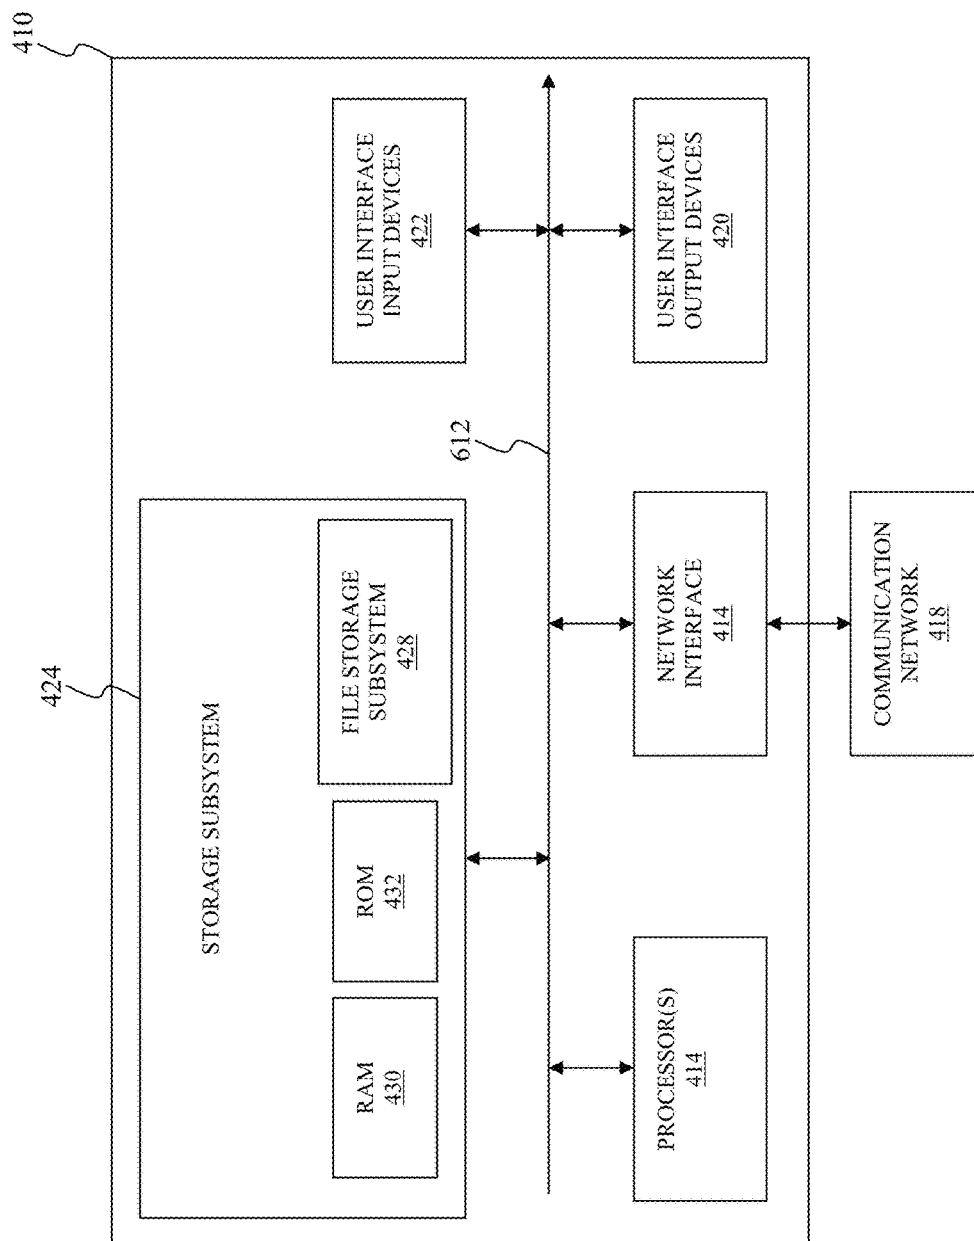 410
424
STORAGE SUBSYSTEM
RAM
430
ROM
432
FILE STORAGE
SUBSYSTEM
428
USER INTERFACE
INPUT DEVICES
422
612
PROCESSOR(S)
414
NETWORK
INTERFACE
414
USER INTERFACE
OUTPUT DEVICES
420
COMMUNICATION
NETWORK
418